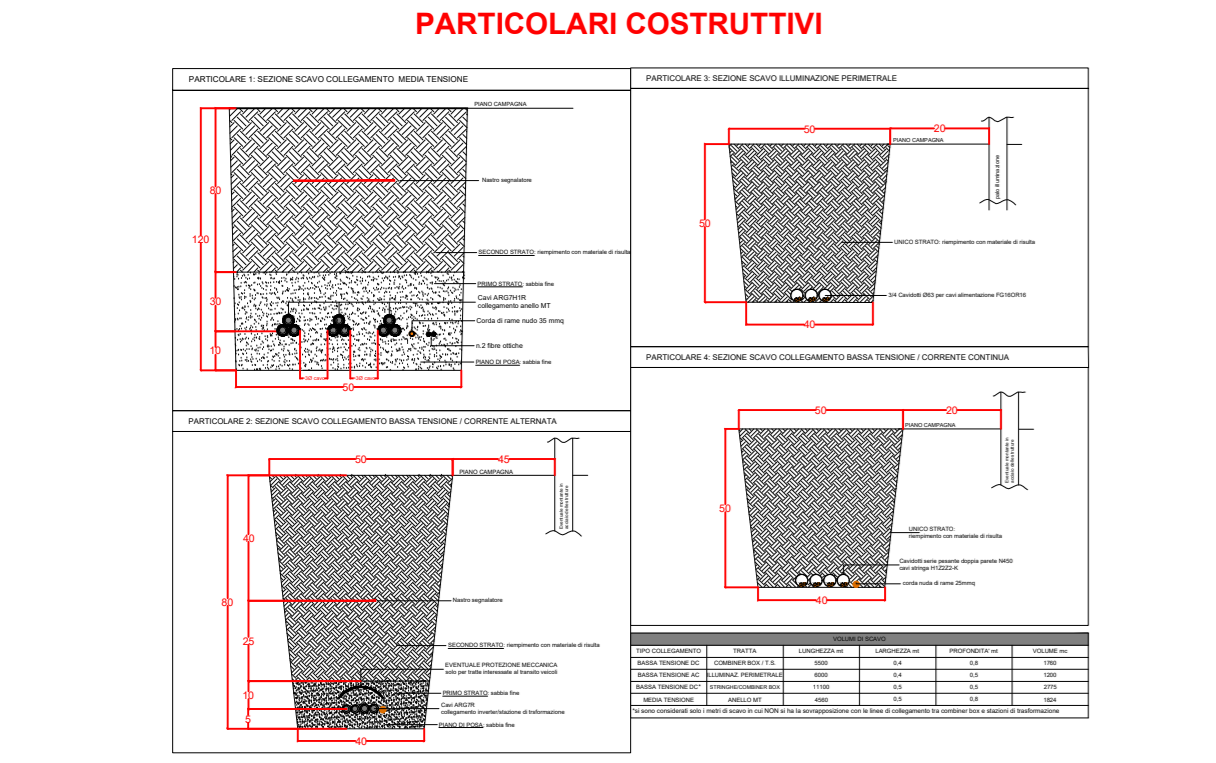 PARTICOLARI COSTRUTTIVI
PARTICOLARE 1: SEZIONE SCAVO COLLEGAMENTO MEDIA TENSIONE
PIANO CAMPAGNA
Nastro segnalatore
80
120
SECONDO STRATO: riempimento con materiale di risulta
PRIMO STRATO: sabbia fine
Cavi ARG7H1R
collegamento anello MT
30
Corda di rame nudo 35 mmq
n.2 fibre ottiche
10
PIANO DI POSA: sabbia fine
50
PARTICOLARE 3: SEZIONE SCAVO ILLUMINAZIONE PERIMETRALE
50
20
PIANO CAMPAGNA
palo illuminazione
50
UNICO STRATO: riempimento con materiale di risulta
3/4 Cavidotti Ø63 per cavi alimentazione FG16OR16
40
PARTICOLARE 2: SEZIONE SCAVO COLLEGAMENTO BASSA TENSIONE / CORRENTE ALTERNATA
50
45
PIANO CAMPAGNA
Eventuale montante in
40
80
Nastro segnalatore
25
SECONDO STRATO: riempimento con materiale di risulta
EVENTUALE PROTEZIONE MECCANICA
solo per tratte interessate al transito veicoli
10
PRIMO STRATO: sabbia fine
Cavi ARG7R
collegamento inverter/stazione di trsformazione
5
PIANO DI POSA: sabbia fine
40
PARTICOLARE 4: SEZIONE SCAVO COLLEGAMENTO BASSA TENSIONE / CORRENTE CONTINUA
50
20
PIANO CAMPAGNA
Eventuale montante in
50
UNICO STRATO:
riempimento con materiale di risulta
Cavidotti serie pesante doppia parete N450
cavi stringa H1Z2Z2-K
corda nuda di rame 25mmq
40
VOLUMI DI SCAVO
TIPO COLLEGAMENTO TRATTA LUNGHEZZA mt LARGHEZZA mt PROFONDITA' mt VOLUME mc
BASSA TENSIONE DC COMBINER BOX / T.S. 5500 0,4 0,8 1760
BASSA TENSIONE AC ILLUMINAZ. PERIMETRALE 6000 0,4 0,5 1200
BASSA TENSIONE DC* STRINGHE/COMBINER BOX 11100 0,5 0,5 2775
MEDIA TENSIONE ANELLO MT 4560 0,5 0,8 1824
*si sono considerati solo i metri di scavo in cui NON si ha la sovrapposizione con le linee di collegamento tra combiner box e stazioni di trasformazione